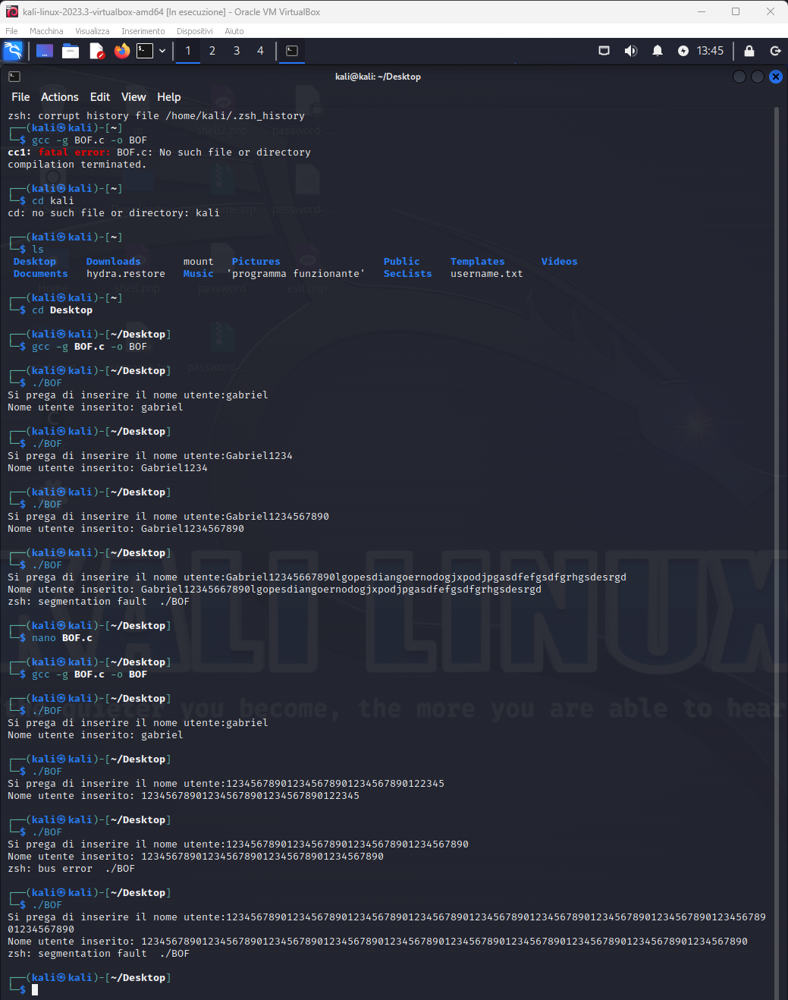 kali-linux-2023.3-virtualbox-amd64 [In esecuzione] - Oracle VM VirtualBox
File Macchina Visualizza Inserimento Dispositivi Aiuto
1 2 3 4 13:45
kali@kali: ~/Desktop
File Actions Edit View Help
zsh: corrupt history file /home/kali/.zsh_history
┌──(kali㉿kali)-[~]
└─$ gcc -g BOF.c -o BOF
cc1: fatal error: BOF.c: No such file or directory
compilation terminated.
┌──(kali㉿kali)-[~]
└─$ cd kali
cd: no such file or directory: kali
┌──(kali㉿kali)-[~]
└─$ ls
Desktop Downloads mount Pictures Public Templates Videos
Documents hydra.restore Music 'programma funzionante' SecLists username.txt
┌──(kali㉿kali)-[~]
└─$ cd Desktop
┌──(kali㉿kali)-[~/Desktop]
└─$ gcc -g BOF.c -o BOF
┌──(kali㉿kali)-[~/Desktop]
└─$ ./BOF
Si prega di inserire il nome utente:gabriel
Nome utente inserito: gabriel
┌──(kali㉿kali)-[~/Desktop]
└─$ ./BOF
Si prega di inserire il nome utente:Gabriel1234
Nome utente inserito: Gabriel1234
┌──(kali㉿kali)-[~/Desktop]
└─$ ./BOF
Si prega di inserire il nome utente:Gabriel1234567890
Nome utente inserito: Gabriel1234567890
┌──(kali㉿kali)-[~/Desktop]
└─$ ./BOF
Si prega di inserire il nome utente:Gabriel12345667890lgopesdiangoernodogjxpodjpgasdfefgsdfgrhgsdesrgd
Nome utente inserito: Gabriel12345667890lgopesdiangoernodogjxpodjpgasdfefgsdfgrhgsdesrgd
zsh: segmentation fault ./BOF
┌──(kali㉿kali)-[~/Desktop]
└─$ nano BOF.c
┌──(kali㉿kali)-[~/Desktop]
└─$ gcc -g BOF.c -o BOF
┌──(kali㉿kali)-[~/Desktop]
└─$ ./BOF
Si prega di inserire il nome utente:gabriel
Nome utente inserito: gabriel
┌──(kali㉿kali)-[~/Desktop]
└─$ ./BOF
Si prega di inserire il nome utente:123456789012345678901234567890122345
Nome utente inserito: 123456789012345678901234567890122345
┌──(kali㉿kali)-[~/Desktop]
└─$ ./BOF
Si prega di inserire il nome utente:1234567890123456789012345678901234567890
Nome utente inserito: 1234567890123456789012345678901234567890
zsh: bus error ./BOF
┌──(kali㉿kali)-[~/Desktop]
└─$ ./BOF
Si prega di inserire il nome utente:12345678901234567890123456789012345678901234567890123456789012345678901234567890123456789
01234567890
Nome utente inserito: 1234567890123456789012345678901234567890123456789012345678901234567890123456789012345678901234567890
zsh: segmentation fault ./BOF
┌──(kali㉿kali)-[~/Desktop]
└─$
KALI LINUX
the quieter you become, the more you are able to hear